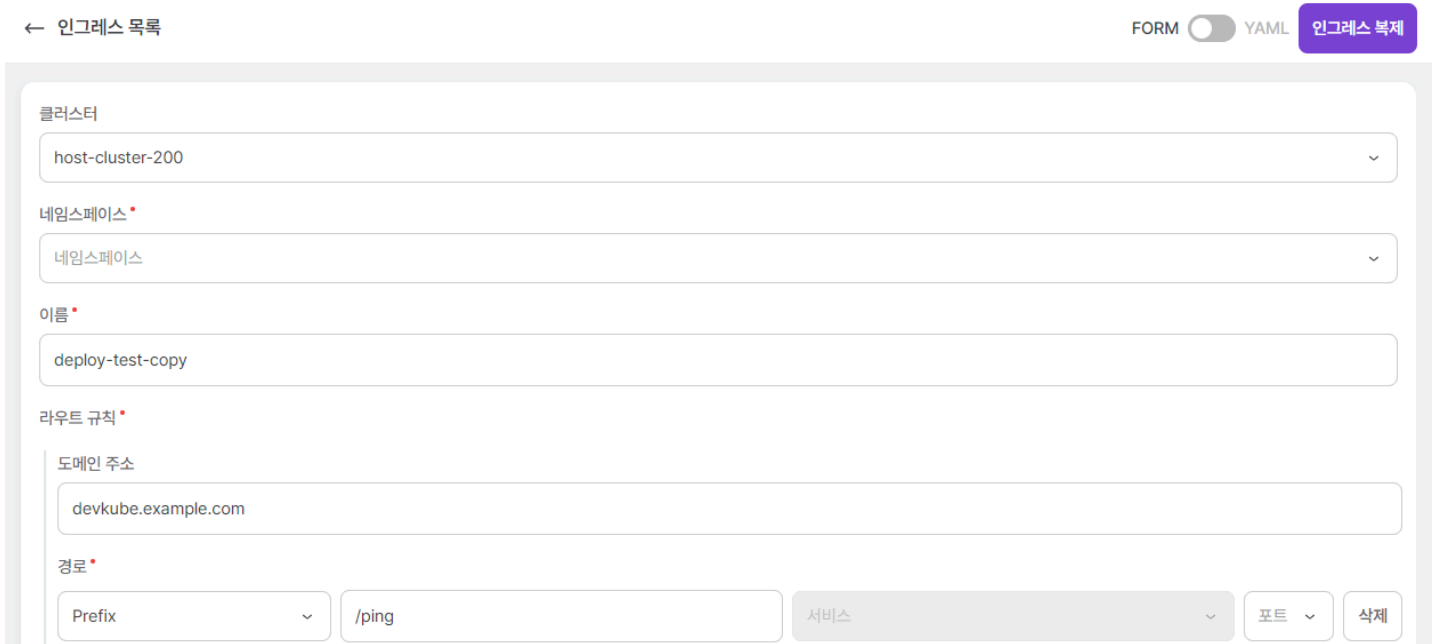 ← 인그레스 목록
FORM YAML 인그레스 복제
클러스터
host-cluster-200
네임스페이스*
네임스페이스
이름*
deploy-test-copy
라우트 규칙*
도메인 주소
devkube.example.com
경로*
Prefix /ping 서비스 포트 삭제